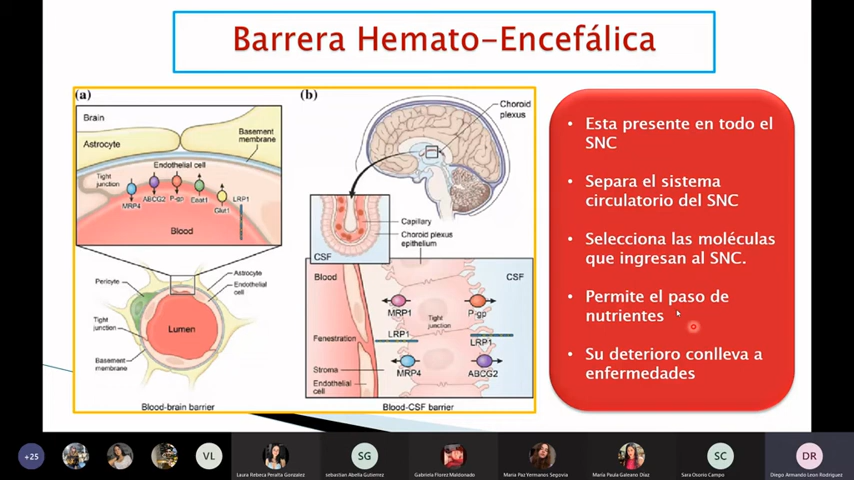 Barrera Hemato-Encefálica
(a)
Brain
Astrocyte
Basement
membrane
Endothelial cell
Tight
junction
MRP4
ABCG2
P-gp
Eaat1
Glut1
LRP1
Blood
Pericyte
Astrocyte
Endothelial
cell
Tight
junction
Lumen
Basement
membrane
Blood-brain barrier
(b)
Choroid
plexus
Capillary
Choroid plexus
epithelium
CSF
Blood
CSF
MRP1
P-gp
Tight
junction
LRP1
LRP1
Fenestration
Stroma
MRP4
ABCG2
Endothelial
cell
Blood-CSF barrier
• Esta presente en todo el
SNC
• Separa el sistema
circulatorio del SNC
• Selecciona las moléculas
que ingresan al SNC.
• Permite el paso de
nutrientes
• Su deterioro conlleva a
enfermedades
+25
VL
Laura Rebeca Peralta Gonzalez
SG
sebastian Abella Gutierrez
Gabriela Florez Maldonado
Maria Paz Yermanos Segovia
María Paula Galeano Díaz
SC
Sara Osorio Campo
DR
Diego Armando Leon Rodriguez